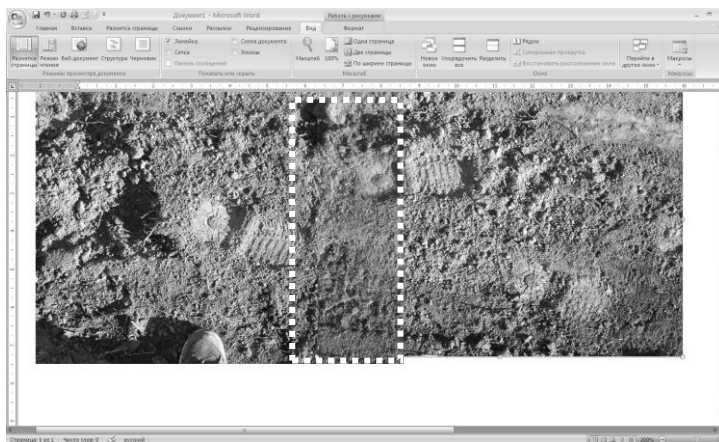 Документ1 - Microsoft Word Работа с рисунками
Главная Вставка Разметка страницы Ссылки Рассылки Рецензирование Вид Формат
Разметка страницы Режим чтения Веб-документ Структура Черновик
Режимы просмотра документа
Линейка
Сетка
Панель сообщений
Схема документа
Эскизы
Показать или скрыть
Масштаб 100%
Одна страница
Две страницы
По ширине страницы
Масштаб
Новое окно Упорядочить все Разделить
Рядом
Синхронная прокрутка
Восстановить расположение окна
Перейти в другое окно
Окно
Макросы
Макросы
Страница: 1 из 1 Число слов: 0 русский 200%